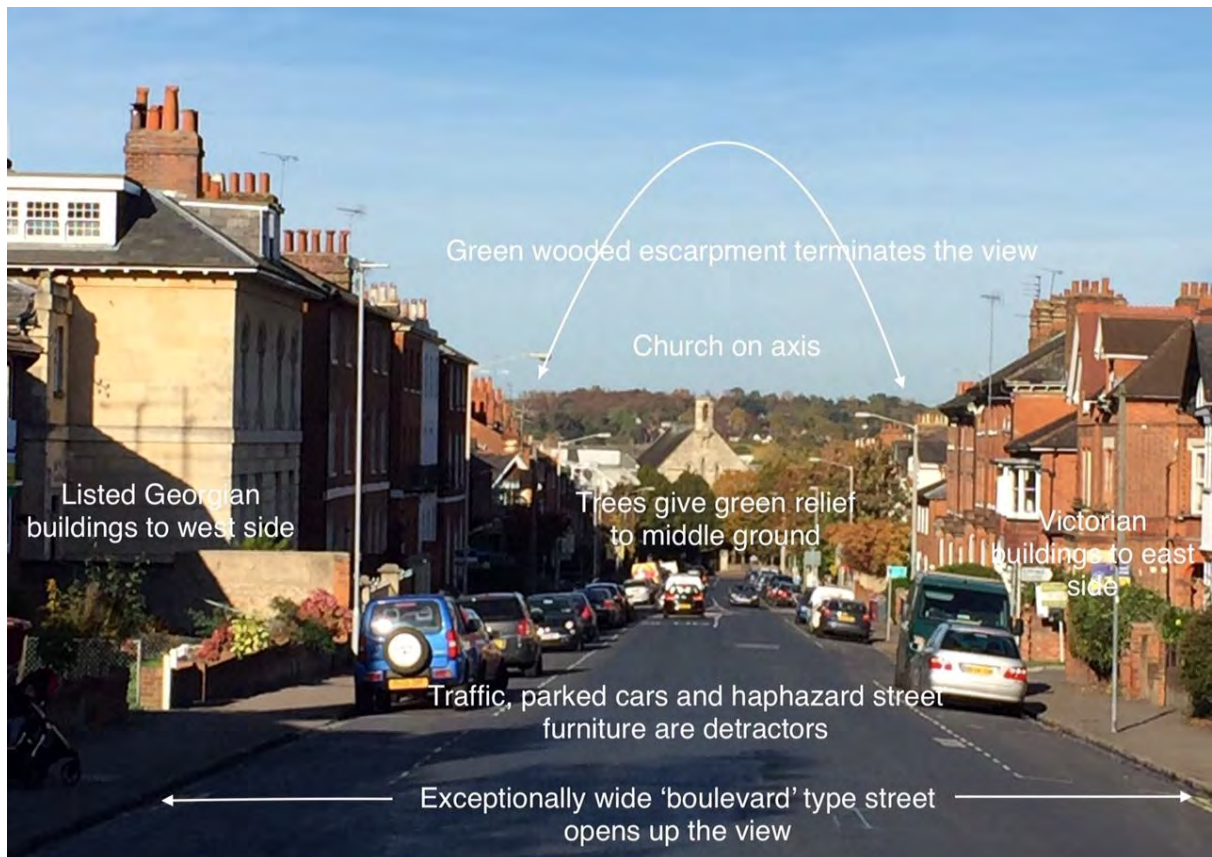 Green wooded escarpment terminates the view
Church on axis
Listed Georgian
buildings to west side
Trees give green relief
to middle ground
Victorian
buildings to east
side
Traffic, parked cars and haphazard street
furniture are detractors
Exceptionally wide ‘boulevard’ type street
opens up the view